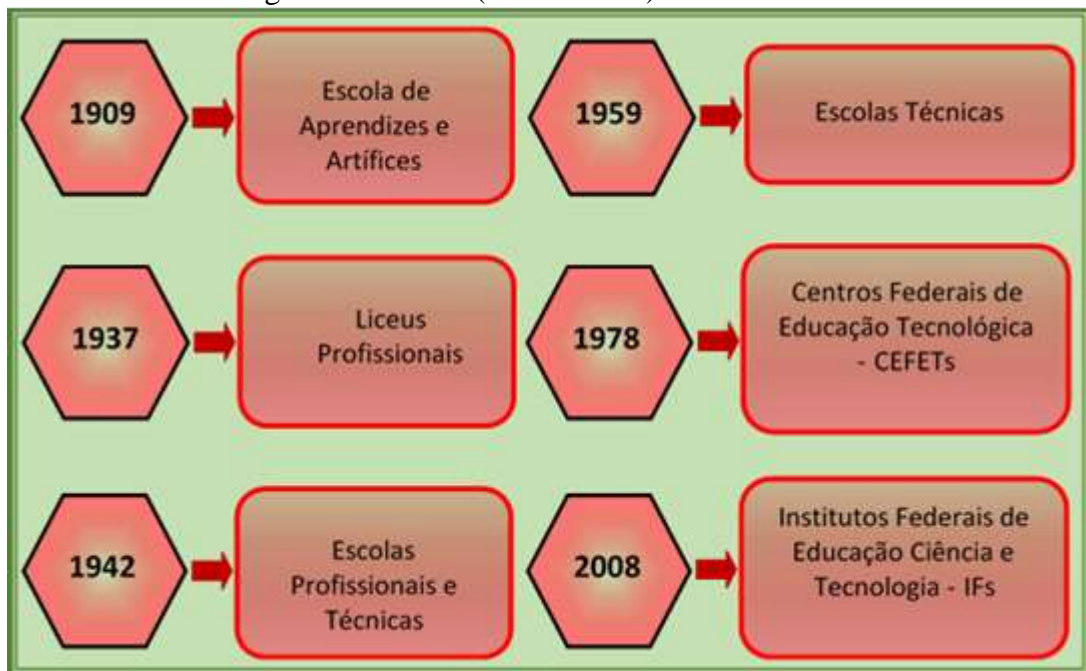 1909
Escola de
Aprendizes e
Artífices
1937
Liceus
Profissionais
1942
Escolas
Profissionais e
Técnicas
1959
Escolas Técnicas
1978
Centros Federais de
Educação Tecnológica
- CEFETs
2008
Institutos Federais de
Educação Ciência e
Tecnologia - IFs